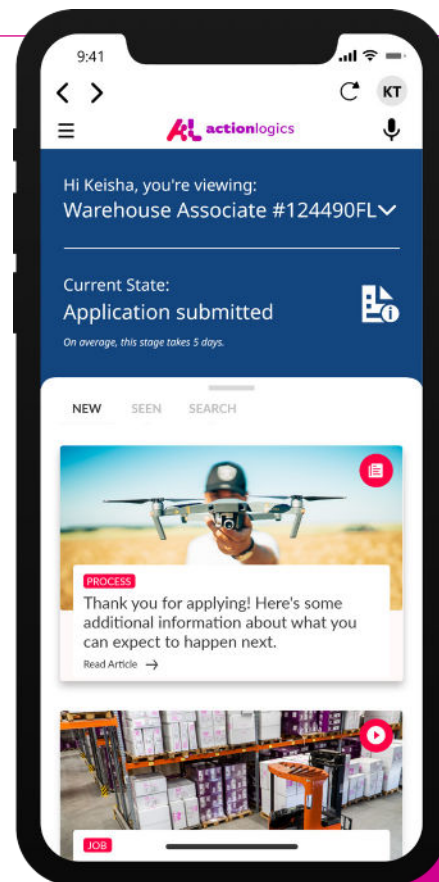 9:41
KT
AL actionlogics
Hi Keisha, you're viewing:
Warehouse Associate #124490FL
Current State:
Application submitted
On average, this stage takes 5 days.
NEW SEEN SEARCH
PROCESS
Thank you for applying! Here's some
additional information about what you
can expect to happen next.
Read Article →
JOB